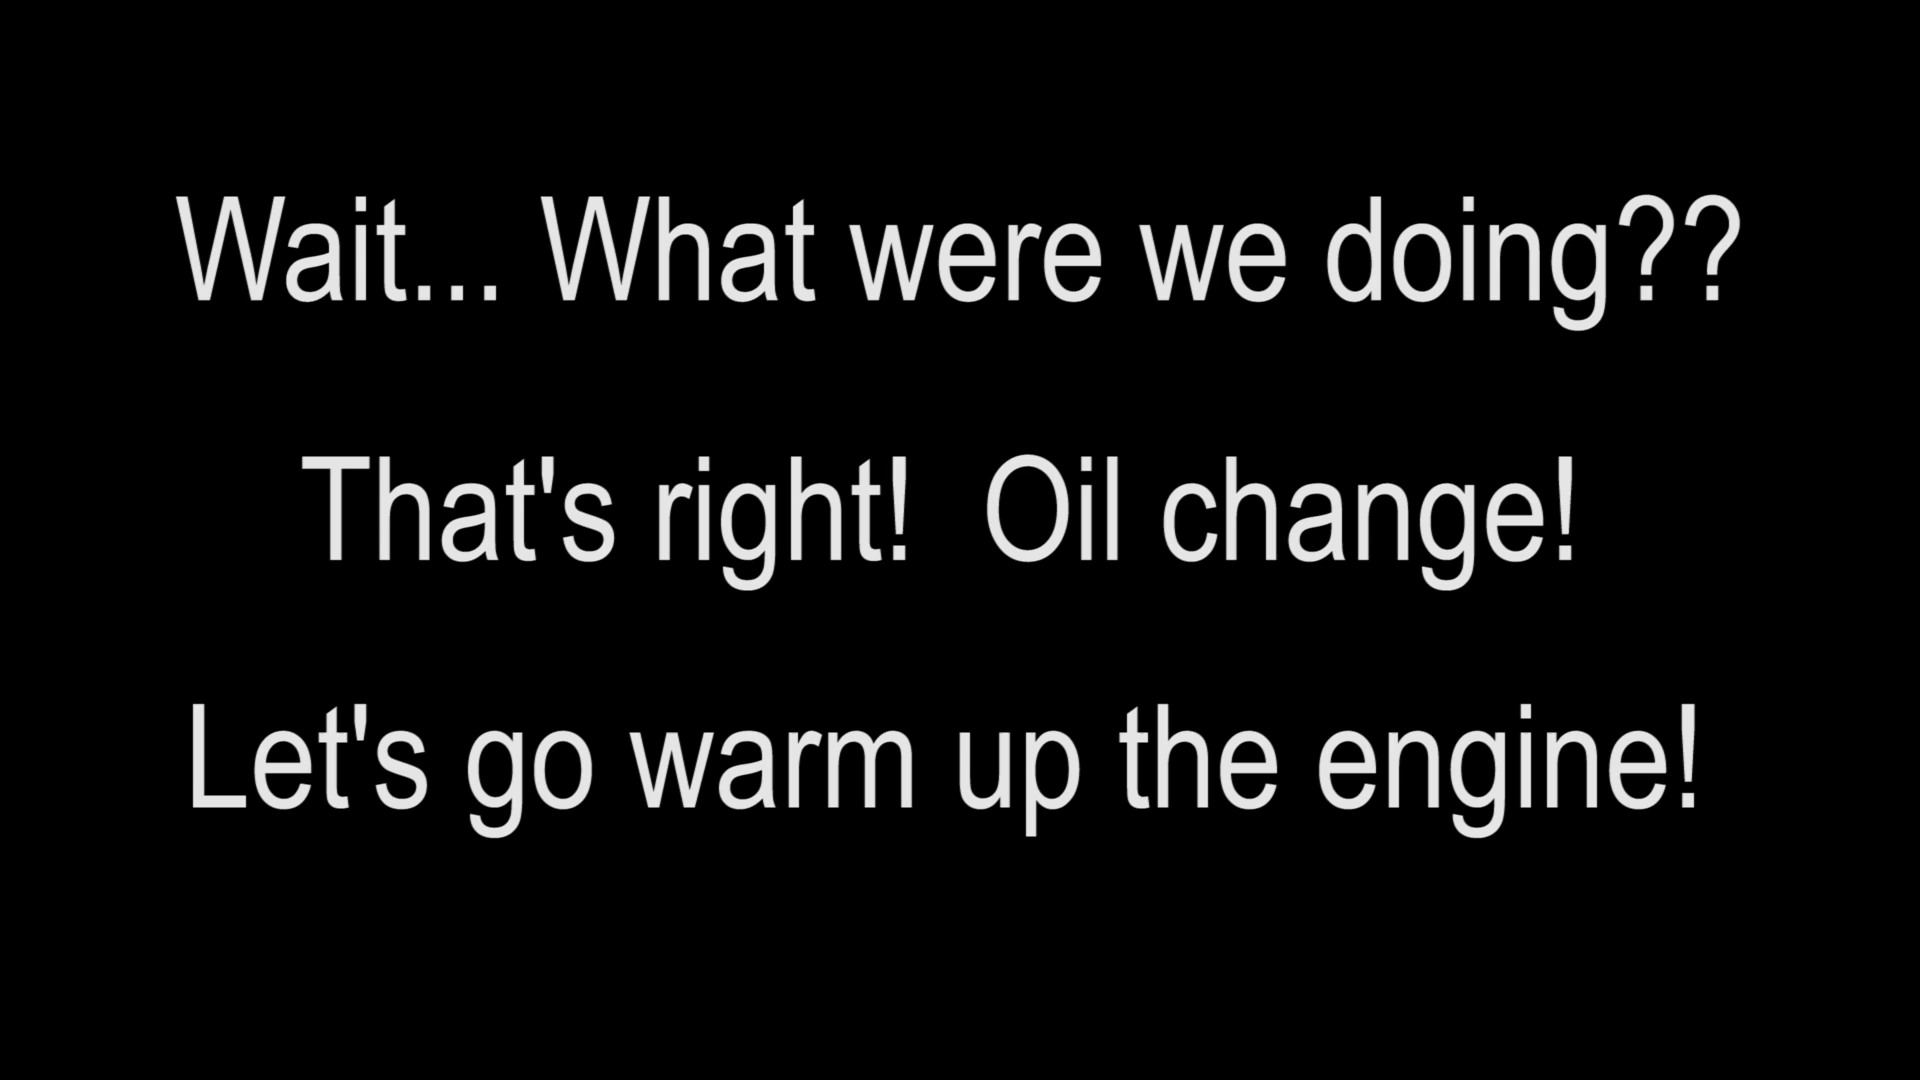 Wait... What were we doing??
That's right!  Oil change!
Let's go warm up the engine!